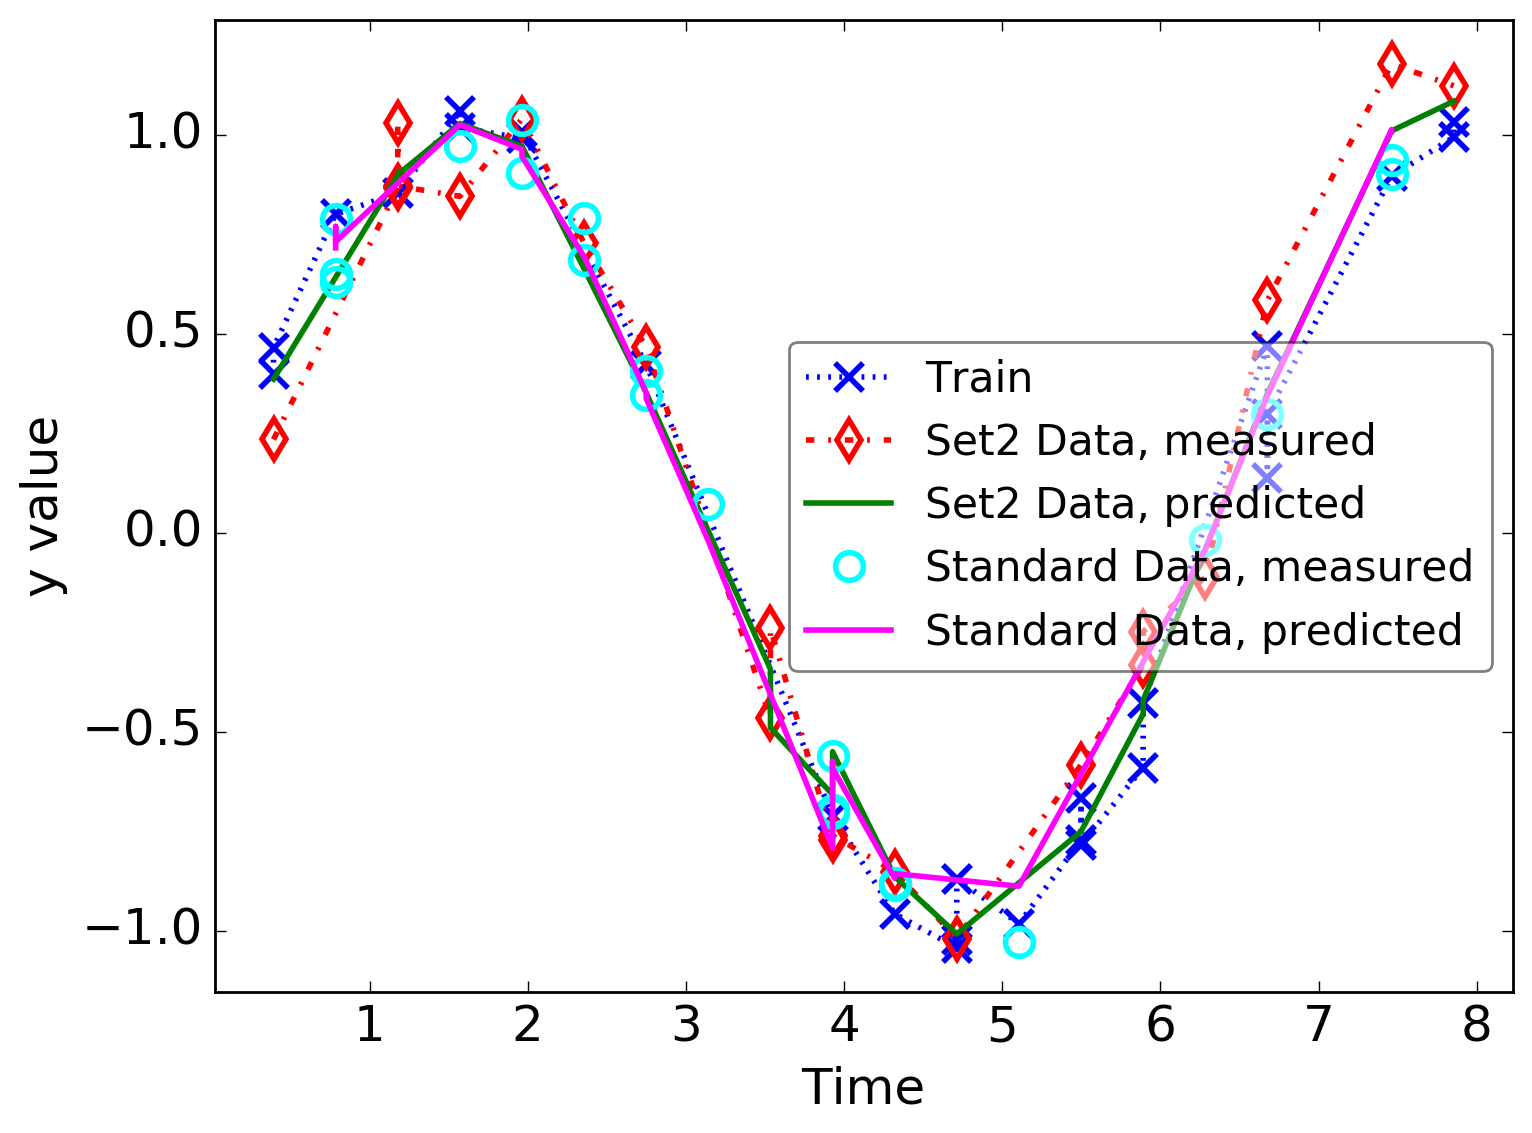 1.0
0.5
0.0
−0.5
−1.0
y value
1 2 3 4 5 6 7 8
Time
Train
Set2 Data, measured
Set2 Data, predicted
Standard Data, measured
Standard Data, predicted